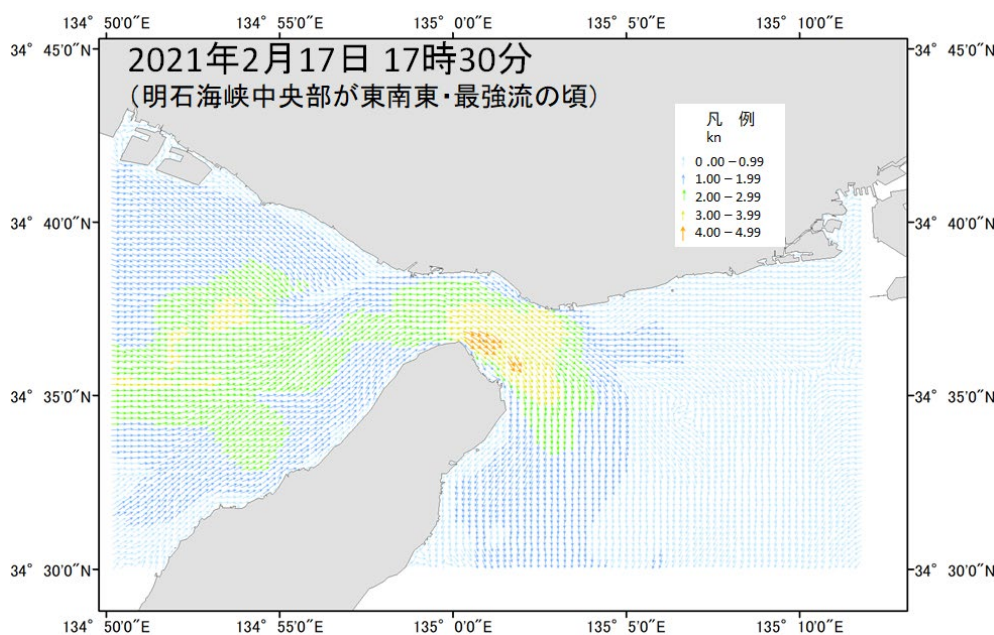 134° 50'0"E 134° 55'0"E 135° 0'0"E 135° 5'0"E 135° 10'0"E
34° 45'0"N 34° 45'0"N
2021年2月17日 17時30分
（明石海峡中央部が東南東・最強流の頃）
凡 例
kn
0 .00 − 0.99
1.00 − 1.99
2.00 − 2.99
3.00 − 3.99
4.00 − 4.99
34° 40'0"N 34° 40'0"N
34° 35'0"N 34° 35'0"N
34° 30'0"N 34° 30'0"N
134° 50'0"E 134° 55'0"E 135° 0'0"E 135° 5'0"E 135° 10'0"E